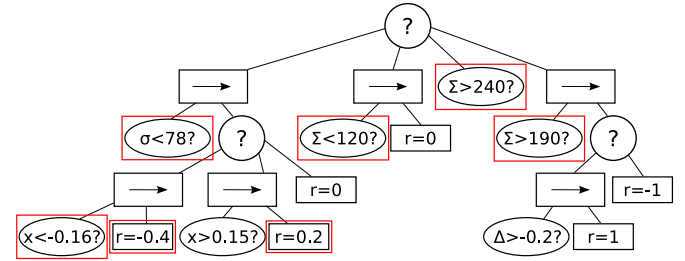 ?
Σ>240?
σ<78?
?
Σ<120?
r=0
Σ>190?
?
r=0
r=-1
x<-0.16?
r=-0.4
x>0.15?
r=0.2
Δ>-0.2?
r=1